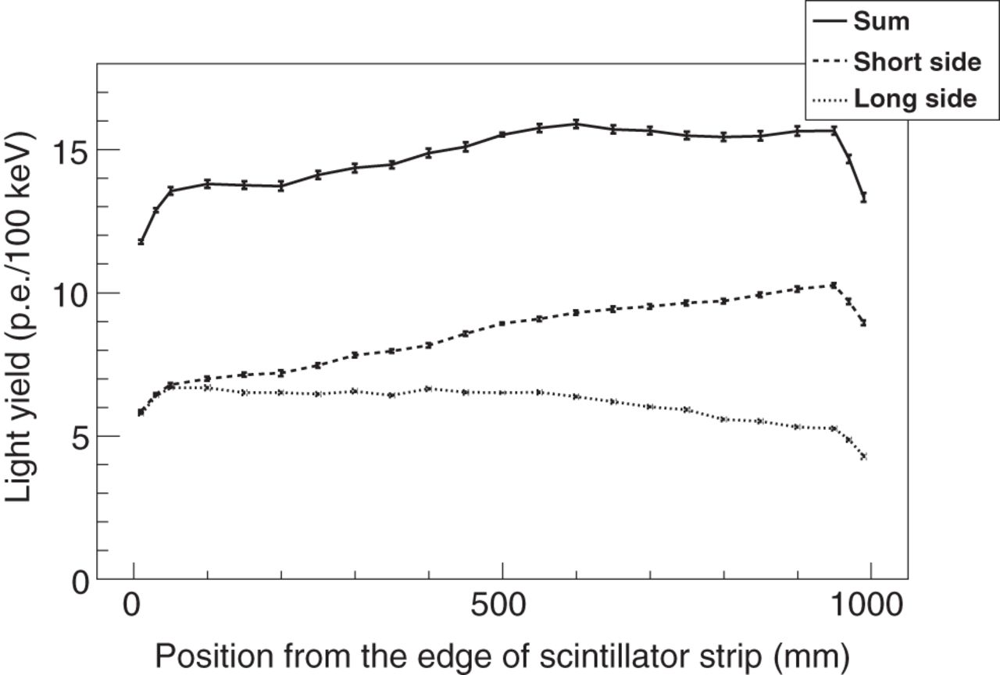 Sum
Short side
Long side
Light yield (p.e./100 keV)
15
10
5
0
0 500 1000
Position from the edge of scintillator strip (mm)